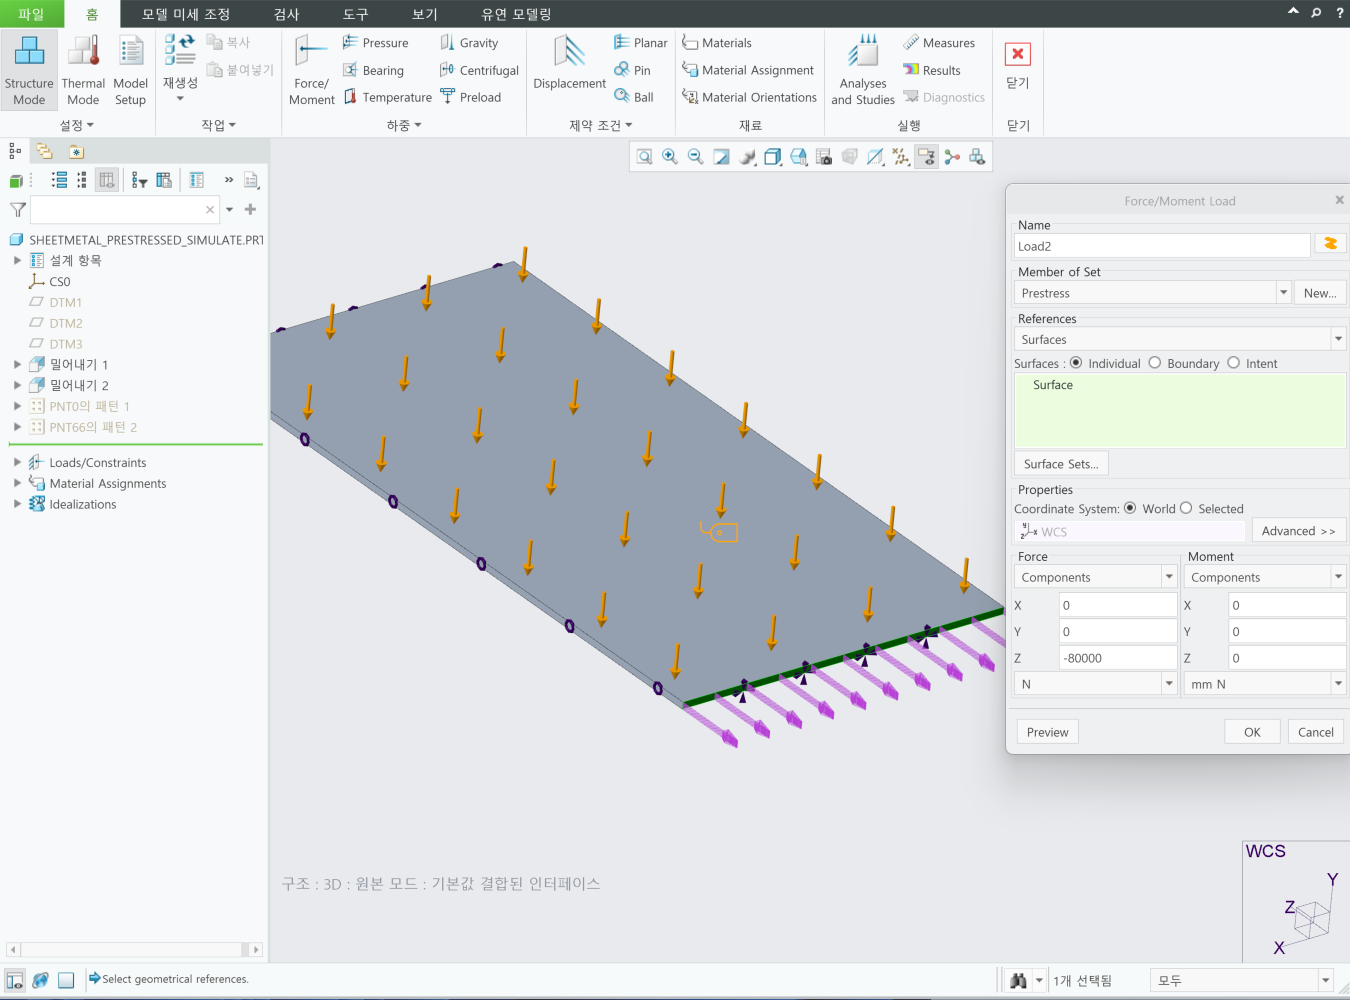 파일 홈 모델 미세 조정 검사 도구 보기 유연 모델링
Structure Mode
Thermal Mode
Model Setup
설정
재생성
복사
붙여넣기
작업
Force/Moment
Pressure
Bearing
Temperature
Gravity
Centrifugal
Preload
하중
Displacement
Planar
Pin
Ball
제약 조건
Materials
Material Assignment
Material Orientations
재료
Analyses and Studies
Measures
Results
Diagnostics
실행
닫기
닫기
SHEETMETAL_PRESTRESSED_SIMULATE.PRT
설계 항목
CS0
DTM1
DTM2
DTM3
밀어내기 1
밀어내기 2
PNT0의 패턴 1
PNT66의 패턴 2
Loads/Constraints
Material Assignments
Idealizations
구조 : 3D : 원본 모드 : 기본값 결합된 인터페이스
Force/Moment Load
Name
Load2
Member of Set
Prestress New...
References
Surfaces
Surfaces : Individual Boundary Intent
Surface
Surface Sets...
Properties
Coordinate System: World Selected
WCS Advanced >>
Force Moment
Components Components
X 0 X 0
Y 0 Y 0
Z -80000 Z 0
N mm N
Preview OK Cancel
WCS
Y
Z
X
Select geometrical references.
1개 선택됨 모두